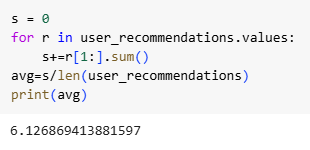 s = 0
for r in user_recommendations.values:
    s+=r[1:].sum()
avg=s/len(user_recommendations)
print(avg)
6.126869413881597